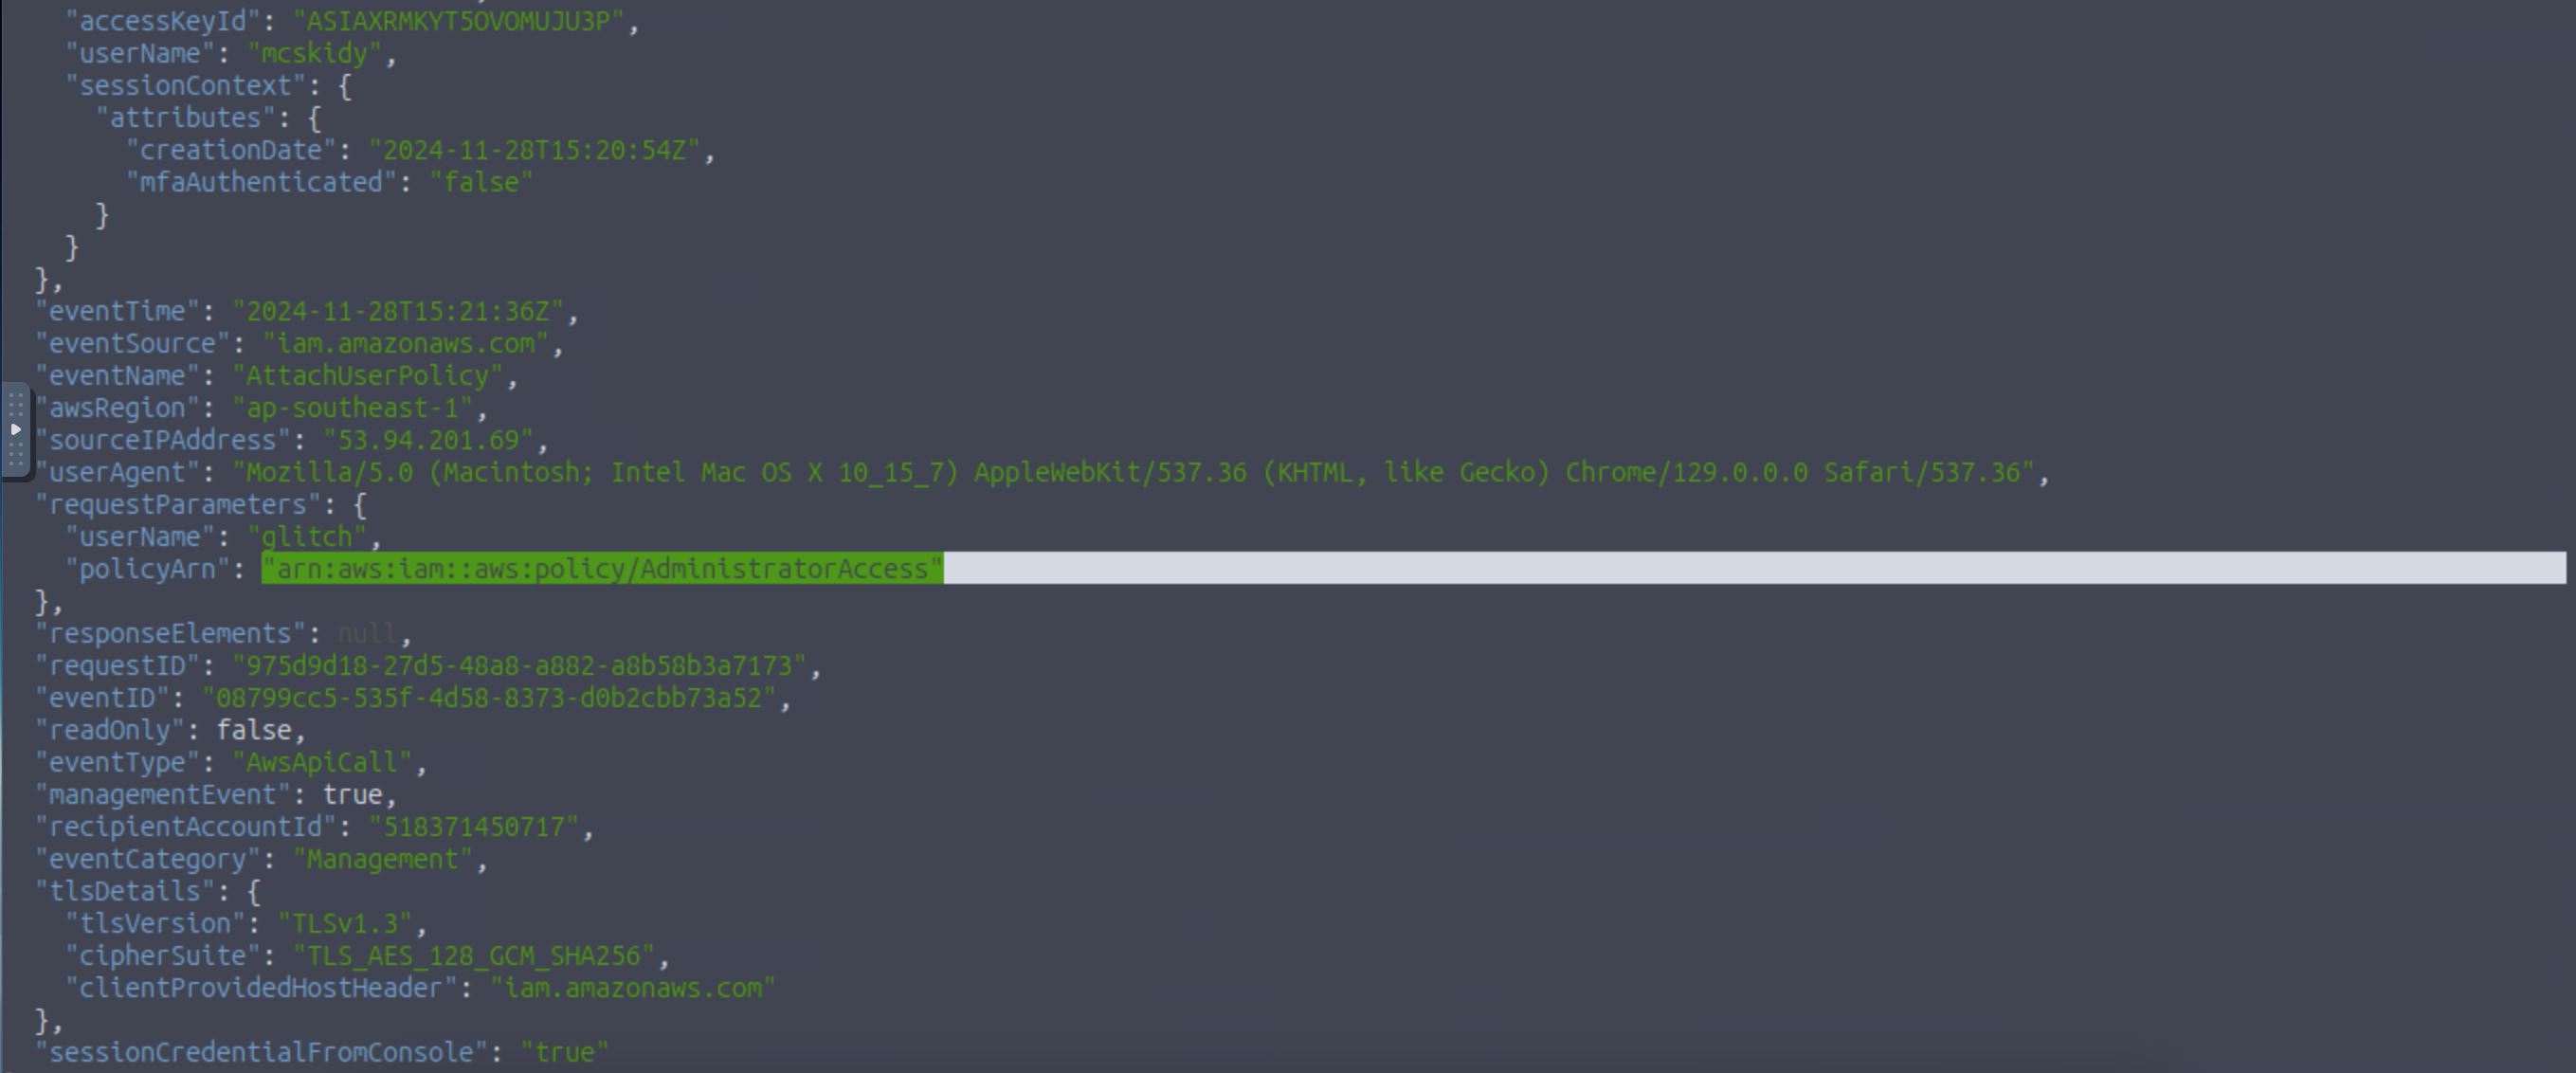 "accessKeyId": "ASIAXRMKYT5OVOMUJU3P",
"userName": "mcskidy",
"sessionContext": {
"attributes": {
"creationDate": "2024-11-28T15:20:54Z",
"mfaAuthenticated": "false"
}
}
},
"eventTime": "2024-11-28T15:21:36Z",
"eventSource": "iam.amazonaws.com",
"eventName": "AttachUserPolicy",
"awsRegion": "ap-southeast-1",
"sourceIPAddress": "53.94.201.69",
"userAgent": "Mozilla/5.0 (Macintosh; Intel Mac OS X 10_15_7) AppleWebKit/537.36 (KHTML, like Gecko) Chrome/129.0.0.0 Safari/537.36",
"requestParameters": {
"userName": "glitch",
"policyArn": "arn:aws:iam::aws:policy/AdministratorAccess"
},
"responseElements": null,
"requestID": "975d9d18-27d5-48a8-a882-a8b58b3a7173",
"eventID": "08799cc5-535f-4d58-8373-d0b2cbb73a52",
"readOnly": false,
"eventType": "AwsApiCall",
"managementEvent": true,
"recipientAccountId": "518371450717",
"eventCategory": "Management",
"tlsDetails": {
"tlsVersion": "TLSv1.3",
"cipherSuite": "TLS_AES_128_GCM_SHA256",
"clientProvidedHostHeader": "iam.amazonaws.com"
},
"sessionCredentialFromConsole": "true"